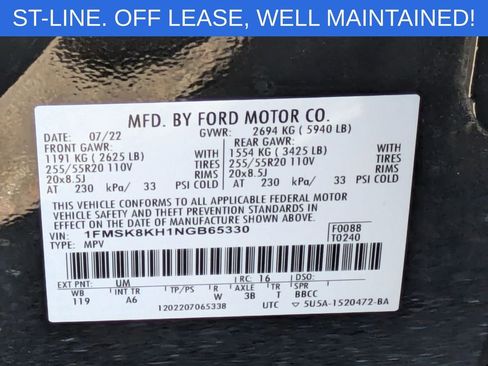 ST-LINE. OFF LEASE, WELL MAINTAINED!
MFD. BY FORD MOTOR CO.
DATE: 07/22 GVWR: 2694 KG ( 5940 LB)
FRONT GAWR: REAR GAWR:
1191 KG ( 2625 LB) WITH 1554 KG ( 3425 LB) WITH
255/55R20 110V TIRES 255/55R20 110V TIRES
20x8.5J RIMS 20x8.5J RIMS
AT 230 kPa/ 33 PSI COLD AT 230 kPa/ 33 PSI COLD
THIS VEHICLE CONFORMS TO ALL APPLICABLE FEDERAL MOTOR
VEHICLE SAFETY AND BUMPER STANDARDS IN EFFECT ON THE DATE OF
MANUFACTURE SHOWN ABOVE.
VIN: 1FMSK8KH1NGB65330 F0088
TYPE: MPV T0240
EXT PNT: UM RC: 16 DSO:
WB INT TR TP/PS R AXLE TR SPR
119 A6 W 3B T BBCC
1202207065338 UTC 5U5A-1520472-BA